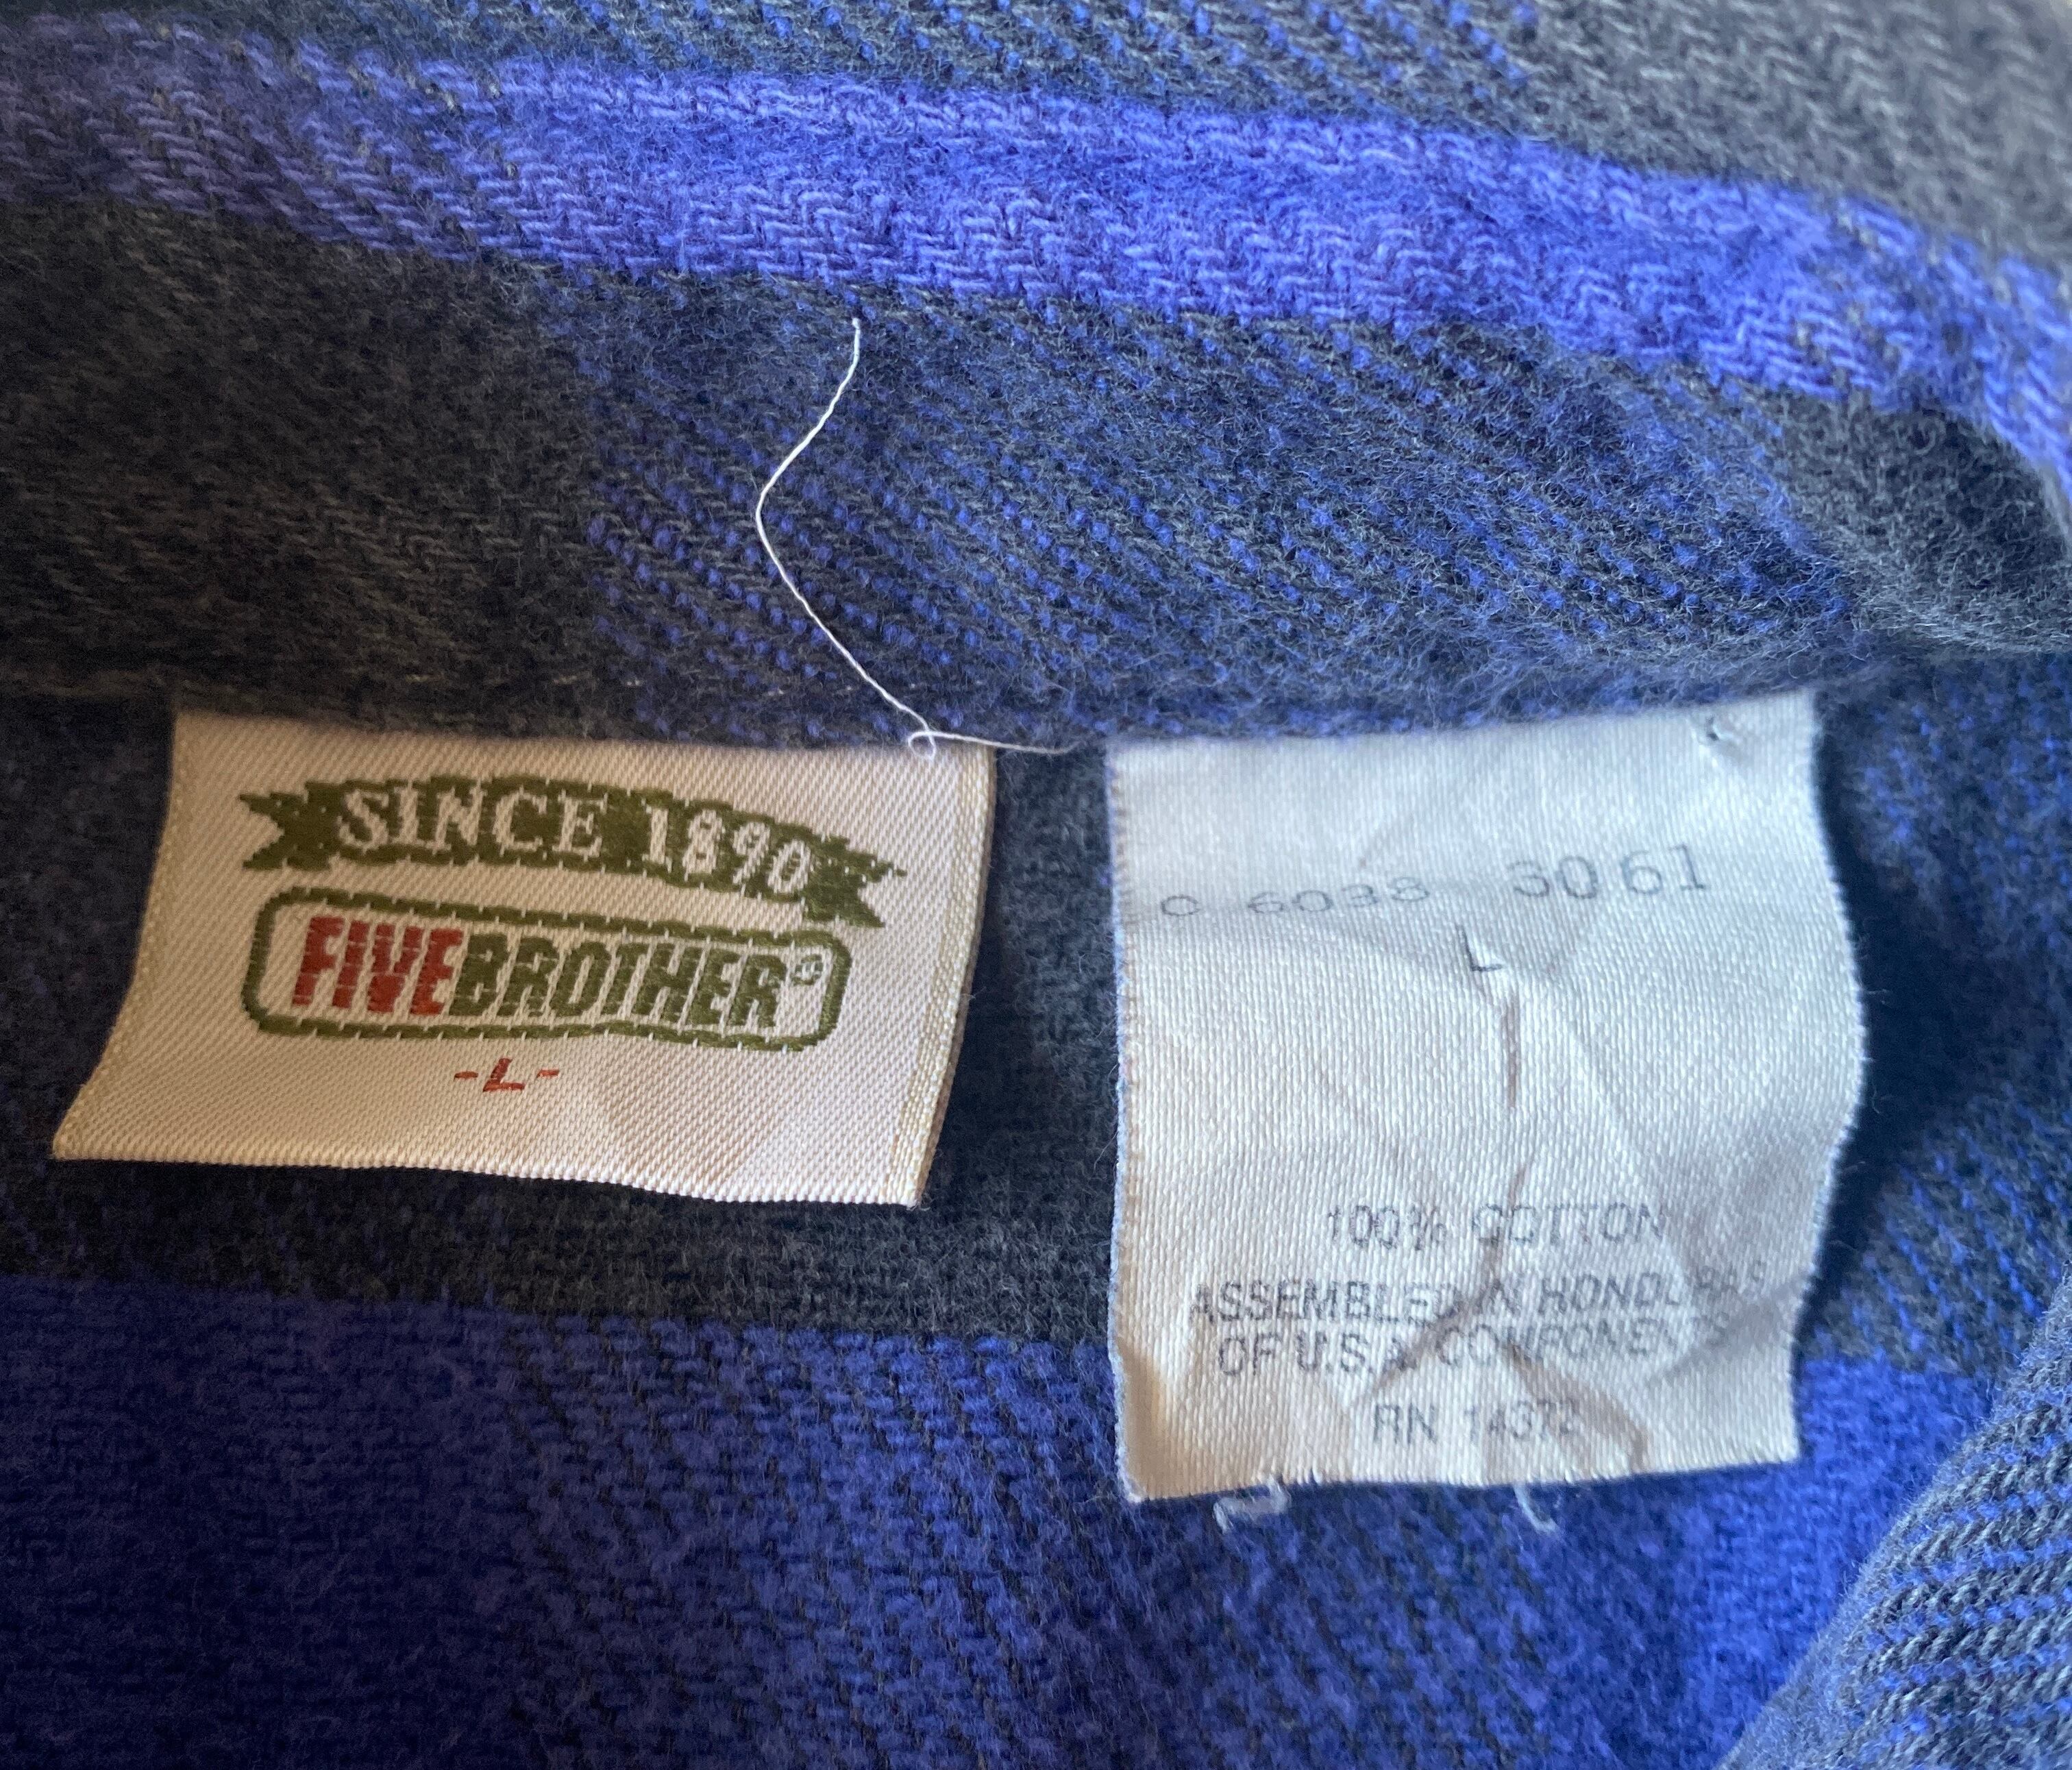 SINCE 1890
FIVEBROTHER®
-L-
C 6038 3061
L
100% COTTON
ASSEMBLED IN HONDURAS
OF U.S.A. COMPONENTS
RN 14372